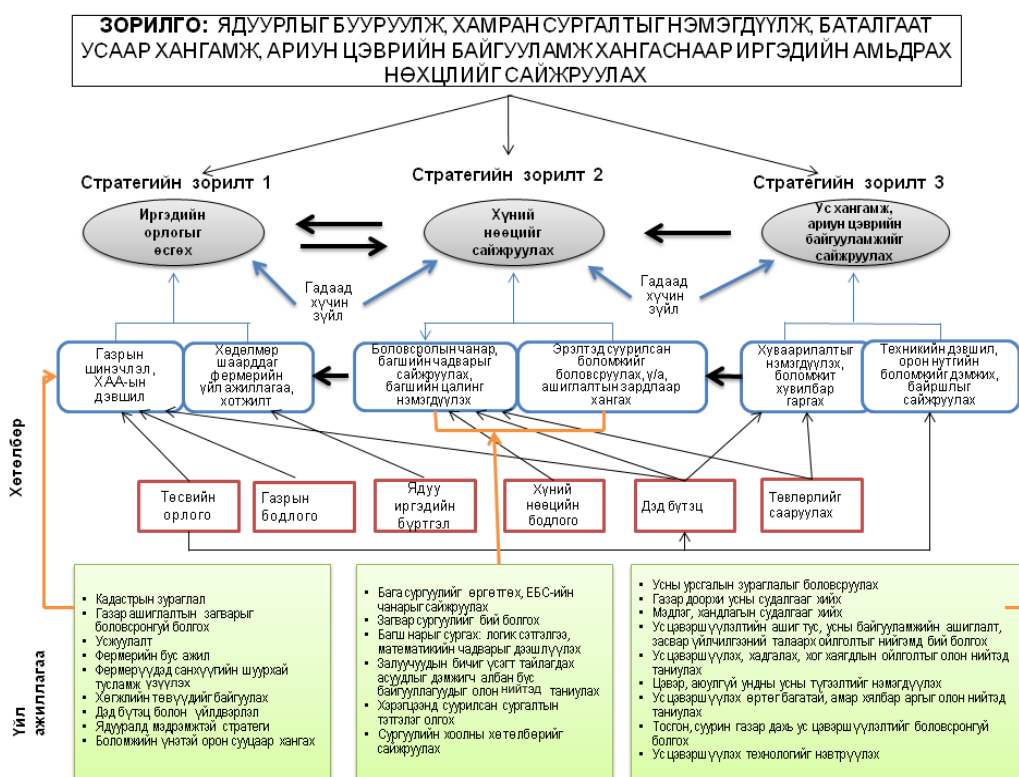 ЗОРИЛГО: ЯДУУРЛЫГ БУУРУУЛЖ, ХАМРАН СУРГАЛТЫГ НЭМЭГДҮҮЛЖ, БАТАЛГААТ
УСААР ХАНГАМЖ, АРИУН ЦЭВРИЙН БАЙГУУЛАМЖ ХАНГАСНААР ИРГЭДИЙН АМЬДРАХ
НӨХЦЛИЙГ САЙЖРУУЛАХ
Стратегийн зорилт 1
Стратегийн зорилт 2
Стратегийн зорилт 3
Иргэдийн
орлогыг
өсгөх
Хүний
нөөцийг
сайжруулах
Ус хангамж,
ариун цэврийн
байгууламжийг
сайжруулах
Гадаад
хүчин
зүйл
Гадаад
хүчин
зүйл
Газрын
шинэчлэл,
ХАА-ын
дэвшил
Хөдөлмөр
шаарддаг
фермерийн
үйл ажиллагаа,
хотжилт
Боловсролын чанар,
багшийн чадварыг
сайжруулах,
багшийн цалинг
нэмэгдүүлэх
Эрэлтэд суурилсан
боломжийг
боловсруулах, ү/а,
ашиглалтын зардлаар
хангах
Хуваарилалтыг
нэмэгдүүлэх,
боломжит
хувилбар
гаргах
Техникийн дэвшил,
орон нутгийн
боломжийг дэмжих,
байршлыг
сайжруулах
Хөтөлбөр
Төсвийн
орлого
Газрын
бодлого
Ядуу
иргэдийн
бүртгэл
Хүний
нөөцийн
бодлого
Дэд бүтэц
Төвлөрлийг
сааруулах
Үйл
ажиллагаа
• Кадастрын зураглал
• Газар ашиглалтын загварыг
боловсронгуй болгох
• Усжуулалт
• Фермерийн бус ажил
• Фермерүүдэд санхүүгийн шуурхай
тусламж үзүүлэх
• Хөгжлийн төвүүдийг байгуулах
• Дэд бүтэц болон үйлдвэрлэл
• Ядууралд мэдрэмжтэй стратеги
• Боломжийн үнэтэй орон сууцаар хангах
• Бага сургуулийг өргөтгөх, ЕБС-ийн
чанарыг сайжруулах
• Загвар сургуулийг бий болгох
• Багш нарыг сургах: логик сэтгэлгээ,
математикийн чадварыг дээшлүүлэх
• Залуучуудын бичиг үсэгт тайлагдах
асуудлыг дэмжигч албан бус
байгууллагуудыг олон нийтэд таниулах
• Хэрэгцээнд суурилсан сургалтын
тэтгэлэг олгох
• Сургуулийн хоолны хөтөлбөрийг
сайжруулах
• Усны урсгалын зураглалыг боловсруулах
• Газар доорхи усны судалгааг хийх
• Мэдлэг, хандлагын судалгааг хийх
• Ус цэвэршүүлэлтийн ашиг тус, усны байгууламжийн ашиглалт,
засвар үйлчилгээний талаарх ойлголтыг нийгэмд бий болгох
• Ус цэвэршүүлэх, хадгалах, хог хаягдлын ойлголтыг олон нийтэд
таниулах
• Цэвэр, аюулгүй ундны усны түгээлтийг нэмэгдүүлэх
• Ус цэвэршүүлэх өртөг багатай, амар хялбар аргыг олон нийтэд
таниулах
• Тосгон, суурин газар дахь ус цэвэршүүлэлтийг боловсронгуй
болгох
• Ус цэвэршүүлэх технологийг нэвтрүүлэх